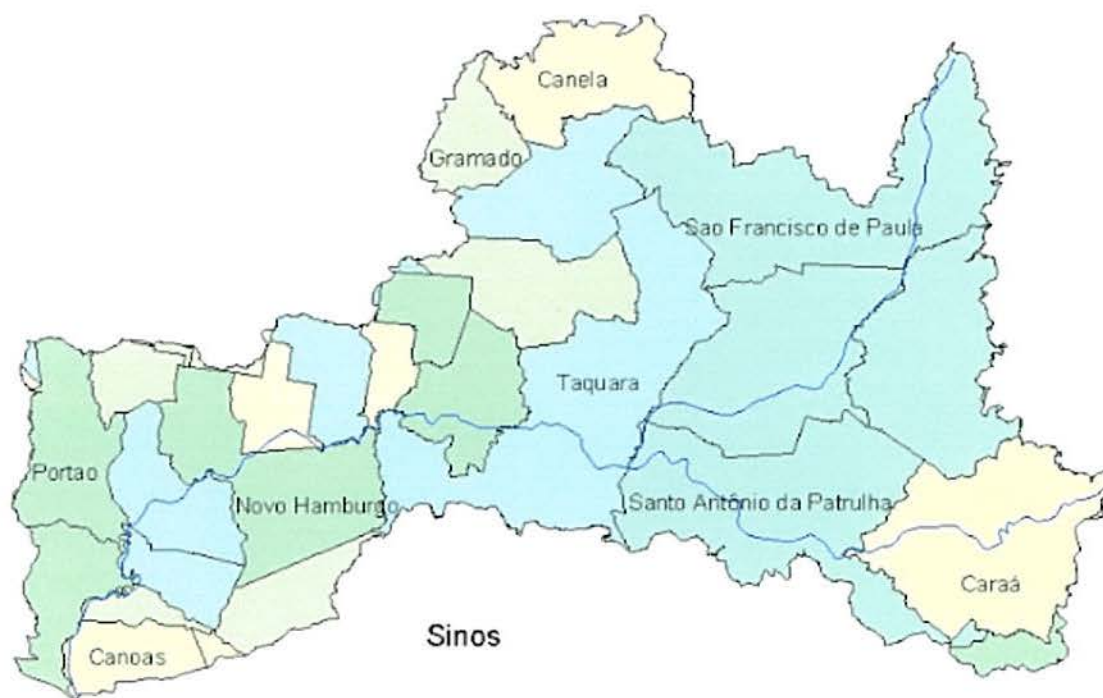 Canela
Gramado
Sao Francisco de Paula
Taquara
Portao
Novo Hamburgo
Santo Antônio da Patrulha
Caraá
Sinos
Canoas